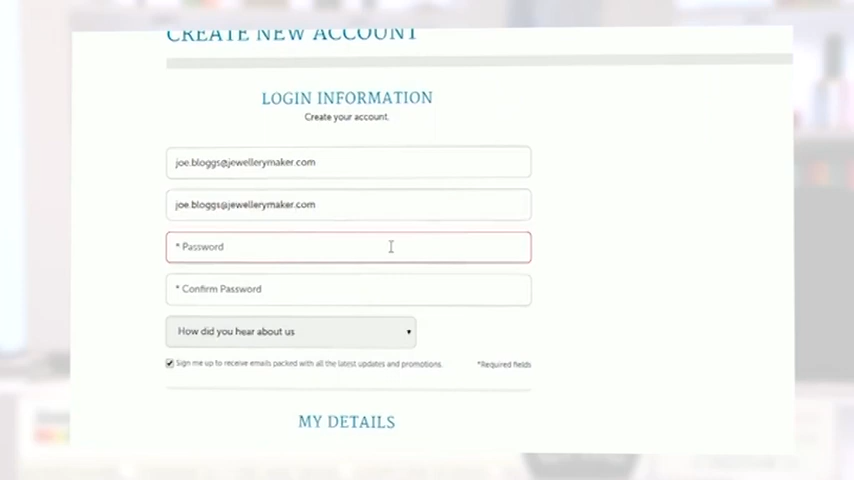 CREATE NEW ACCOUNT
LOGIN INFORMATION
Create your account.
joe.bloggs@jewellerymaker.com
joe.bloggs@jewellerymaker.com
* Password
* Confirm Password
How did you hear about us
Sign me up to receive emails packed with all the latest updates and promotions.
*Required fields
MY DETAILS